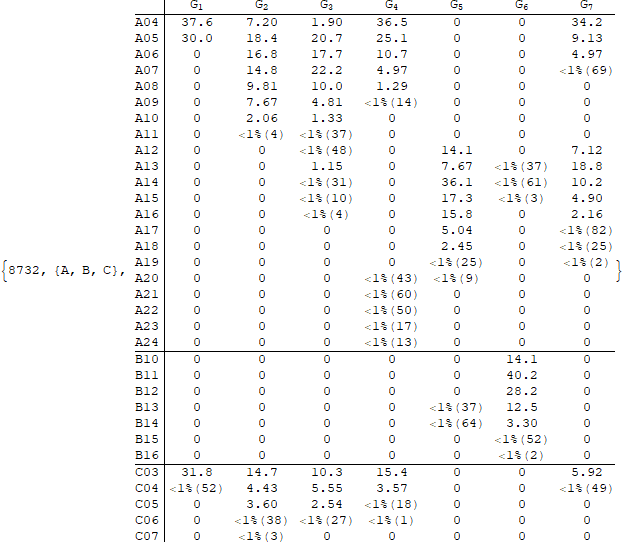 G1 G2 G3 G4 G5 G6 G7
A04 37.6 7.20 1.90 36.5 0 0 34.2
A05 30.0 18.4 20.7 25.1 0 0 9.13
A06 0 16.8 17.7 10.7 0 0 4.97
A07 0 14.8 22.2 4.97 0 0 <1%(69)
A08 0 9.81 10.0 1.29 0 0 0
A09 0 7.67 4.81 <1%(14) 0 0 0
A10 0 2.06 1.33 0 0 0 0
A11 0 <1%(4) <1%(37) 0 0 0 0
A12 0 0 <1%(48) 0 14.1 0 7.12
A13 0 0 1.15 0 7.67 <1%(37) 18.8
A14 0 0 <1%(31) 0 36.1 <1%(61) 10.2
A15 0 0 <1%(10) 0 17.3 <1%(3) 4.90
A16 0 0 <1%(4) 0 15.8 0 2.16
A17 0 0 0 0 5.04 0 <1%(82)
A18 0 0 0 0 2.45 0 <1%(25)
A19 0 0 0 0 <1%(25) 0 <1%(2)
{8732, {A, B, C}, A20 0 0 0 <1%(43) <1%(9) 0 0 }
A21 0 0 0 <1%(60) 0 0 0
A22 0 0 0 <1%(50) 0 0 0
A23 0 0 0 <1%(17) 0 0 0
A24 0 0 0 <1%(13) 0 0 0
B10 0 0 0 0 0 14.1 0
B11 0 0 0 0 0 40.2 0
B12 0 0 0 0 0 28.2 0
B13 0 0 0 0 <1%(37) 12.5 0
B14 0 0 0 0 <1%(64) 3.30 0
B15 0 0 0 0 0 <1%(52) 0
B16 0 0 0 0 0 <1%(2) 0
C03 31.8 14.7 10.3 15.4 0 0 5.92
C04 <1%(52) 4.43 5.55 3.57 0 0 <1%(49)
C05 0 3.60 2.54 <1%(18) 0 0 0
C06 0 <1%(38) <1%(27) <1%(1) 0 0 0
C07 0 <1%(3) 0 0 0 0 0